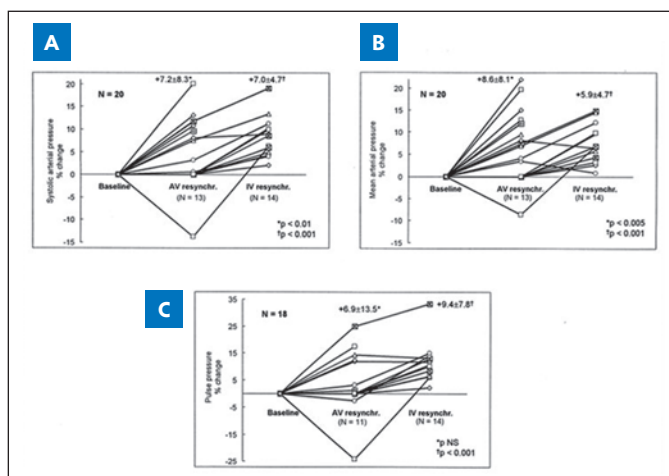 A
+7.2±8.3*
+7.0±4.7†
N = 20
Systolic arterial pressure
% change
20
15
10
5
0
-5
-10
-15
Baseline
AV resynchr.
(N = 13)
IV resynchr.
(N = 14)
*p < 0.01
†p < 0.001
B
+8.6±8.1*
+5.9±4.7†
N = 20
Mean arterial pressure
% change
20
15
10
5
0
-5
-10
-15
Baseline
AV resynchr.
(N = 13)
IV resynchr.
(N = 14)
*p < 0.005
†p < 0.001
C
+6.9±13.5*
+9.4±7.8†
N = 18
Pulse pressure
% change
35
25
15
5
-5
-15
-25
Baseline
AV resynchr.
(N = 11)
IV resynchr.
(N = 14)
*p NS
†p < 0.001